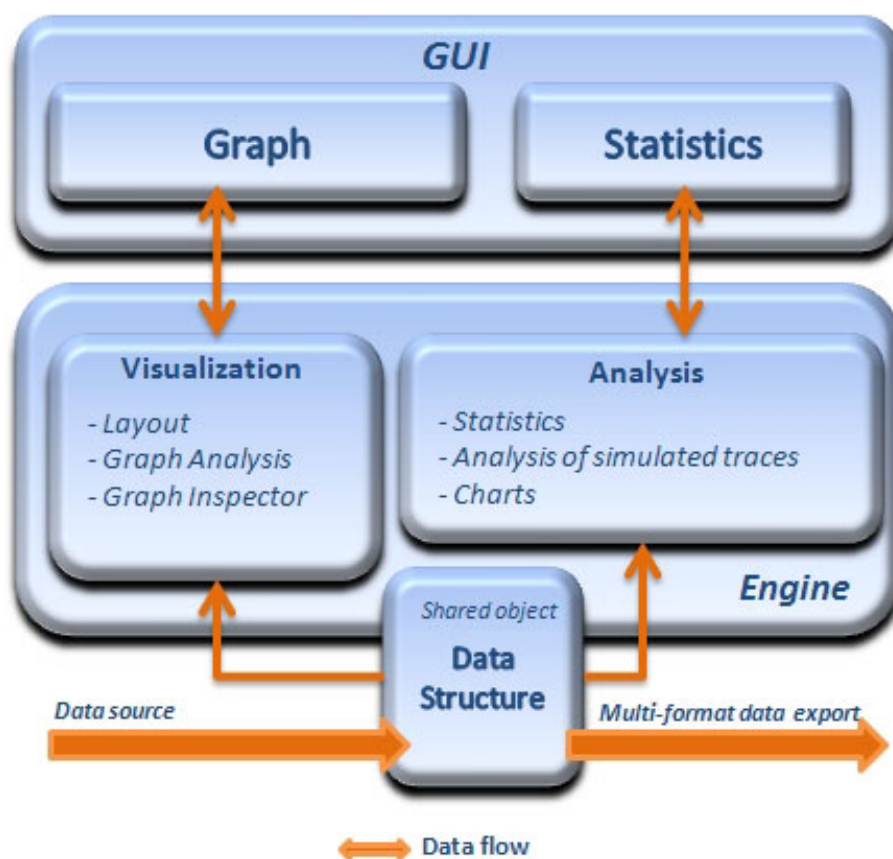 GUI
Graph
Statistics
Visualization
- Layout
- Graph Analysis
- Graph Inspector
Analysis
- Statistics
- Analysis of simulated traces
- Charts
Engine
Shared object
Data
Structure
Data source
Multi-format data export
Data flow